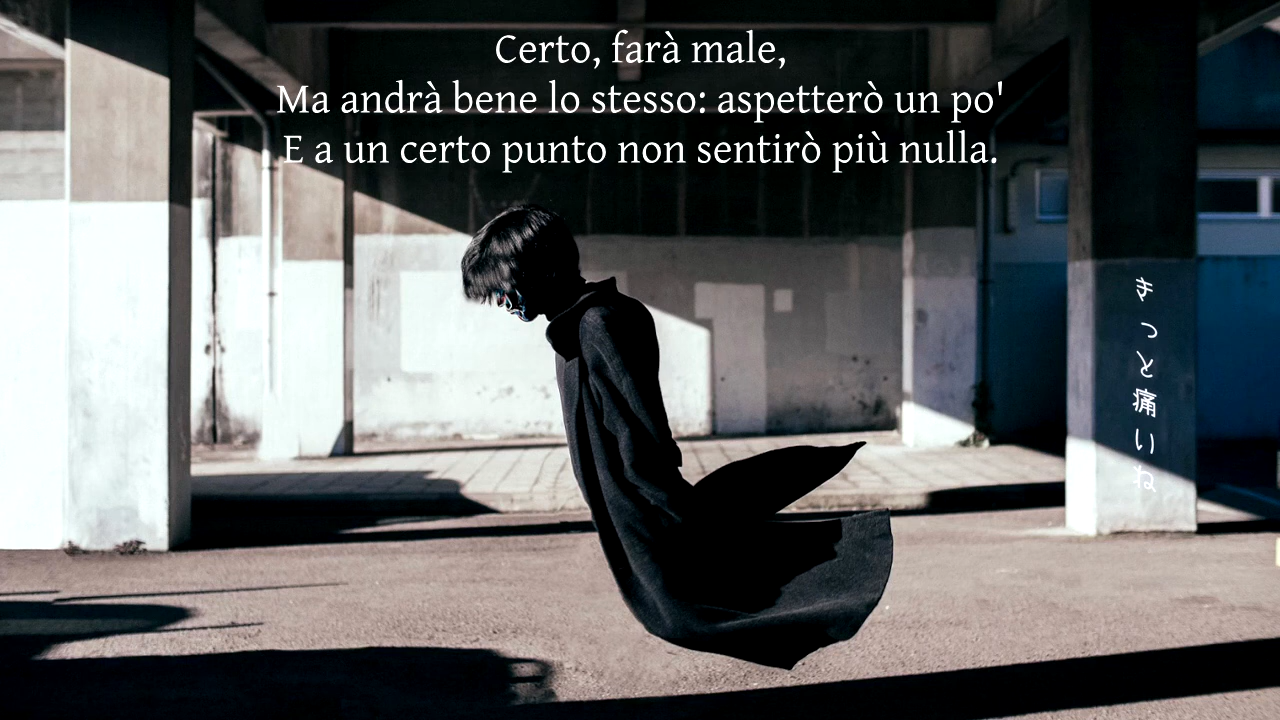 Certo, farà male,
Ma andrà bene lo stesso: aspetterò un po'
E a un certo punto non sentirò più nulla.
きっと痛いね